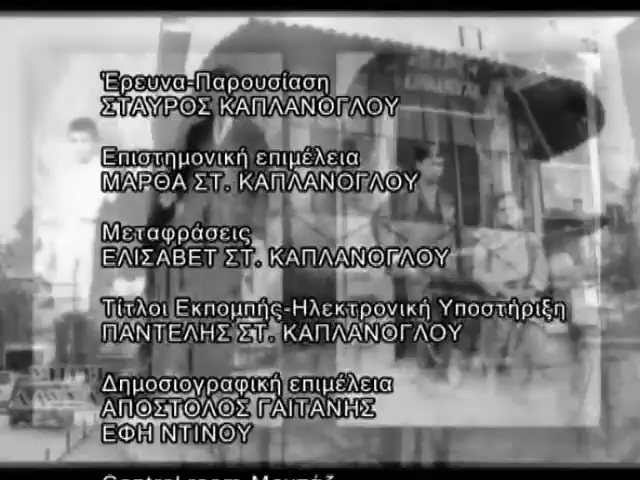 Έρευνα-Παρουσίαση
ΣΤΑΥΡΟΣ ΚΑΠΛΑΝΟΓΛΟΥ
Επιστημονική επιμέλεια
ΜΑΡΘΑ ΣΤ. ΚΑΠΛΑΝΟΓΛΟΥ
Μεταφράσεις
ΕΛΙΣΑΒΕΤ ΣΤ. ΚΑΠΛΑΝΟΓΛΟΥ
Τίτλοι Εκπομπής-Ηλεκτρονική Υποστήριξη
ΠΑΝΤΕΛΗΣ ΣΤ. ΚΑΠΛΑΝΟΓΛΟΥ
Δημοσιογραφική επιμέλεια
ΑΠΟΣΤΟΛΟΣ ΓΑΙΤΑΝΗΣ
ΕΦΗ ΝΤΙΝΟΥ